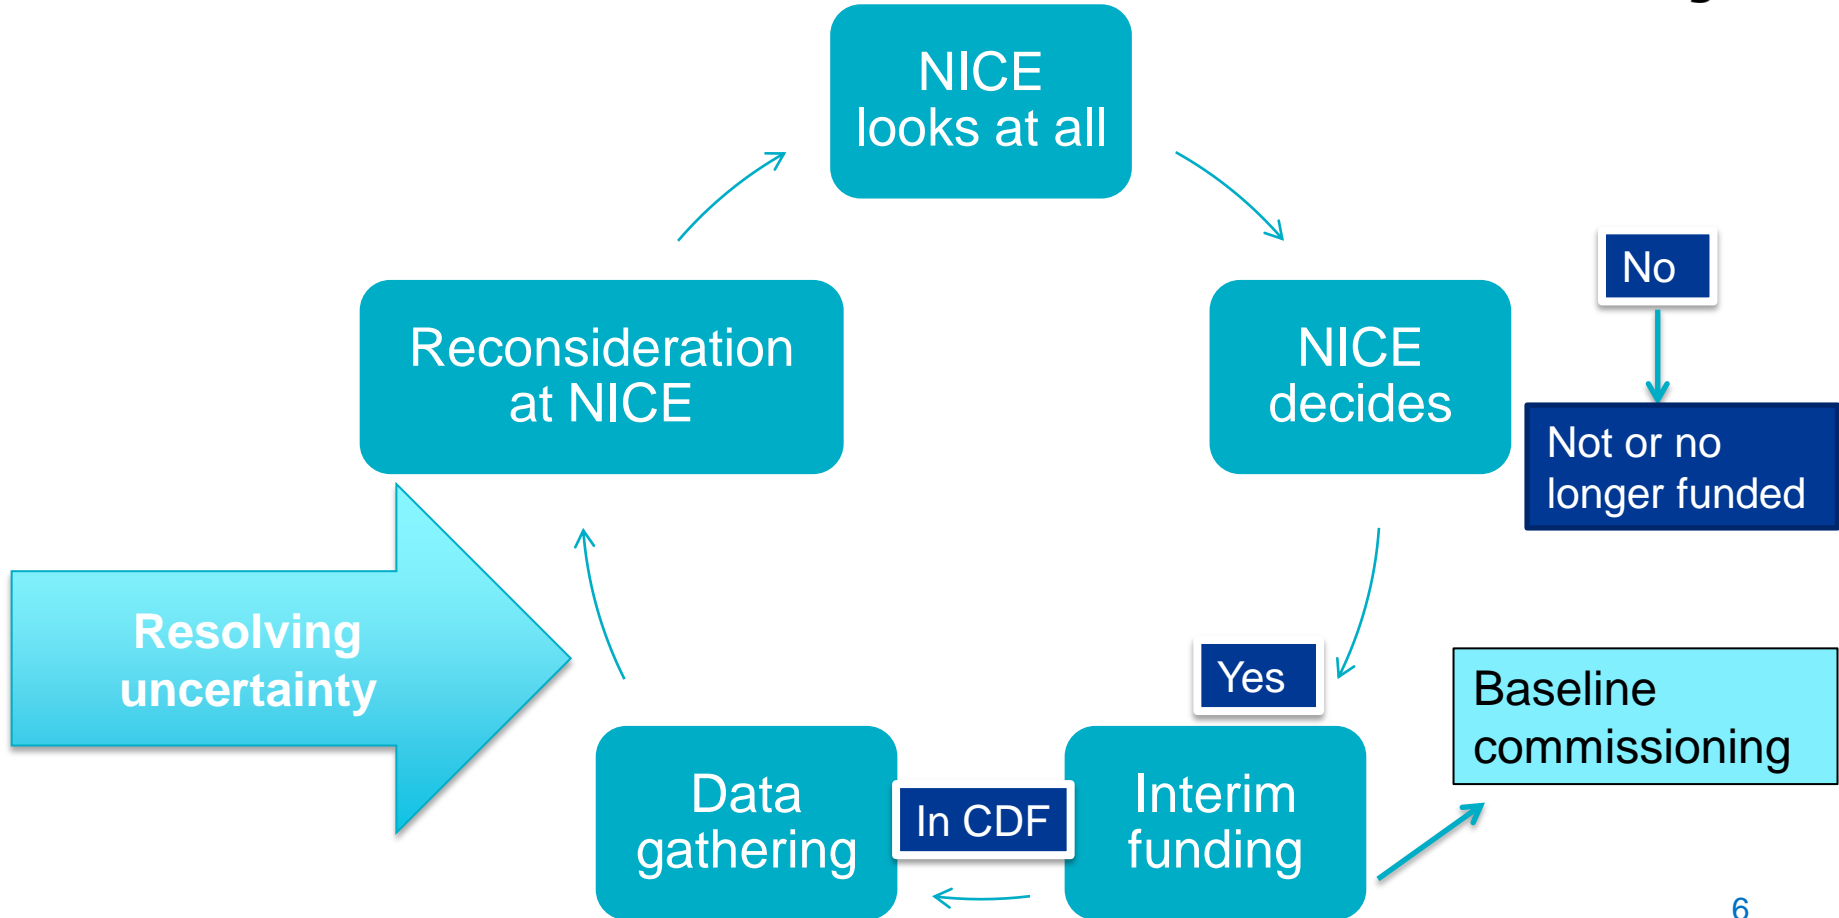 NICE
looks at all
No
NICE
decides
Not or no
longer funded
Reconsideration
at NICE
Resolving
uncertainty
Yes
Baseline
commissioning
Interim
funding
In CDF
Data
gathering
6